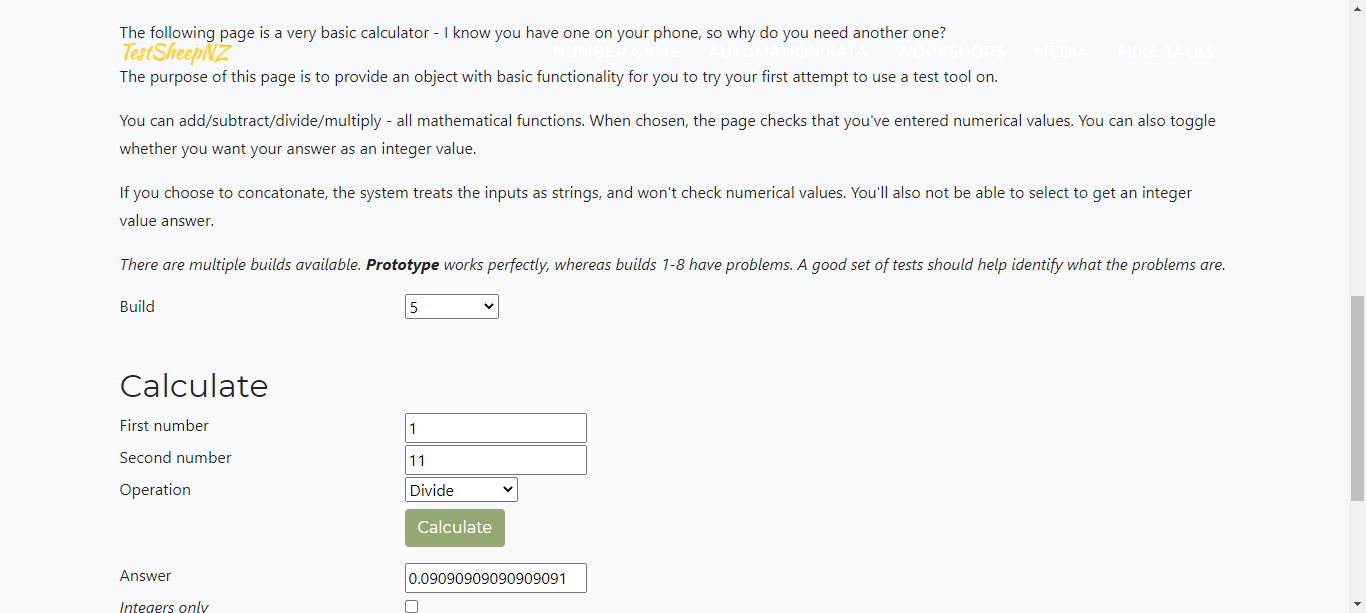 The following page is a very basic calculator - I know you have one on your phone, so why do you need another one?
TestSheepNZ
NUMBER GAME AUTOMATION BETA WORKSHOPS MEDIA MIKE TALKS
The purpose of this page is to provide an object with basic functionality for you to try your first attempt to use a test tool on.
You can add/subtract/divide/multiply - all mathematical functions. When chosen, the page checks that you've entered numerical values. You can also toggle
whether you want your answer as an integer value.
If you choose to concatonate, the system treats the inputs as strings, and won't check numerical values. You'll also not be able to select to get an integer
value answer.
There are multiple builds available. Prototype works perfectly, whereas builds 1-8 have problems. A good set of tests should help identify what the problems are.
Build 5
Calculate
First number 1
Second number 11
Operation Divide
Calculate
Answer 0.09090909090909091
Integers only